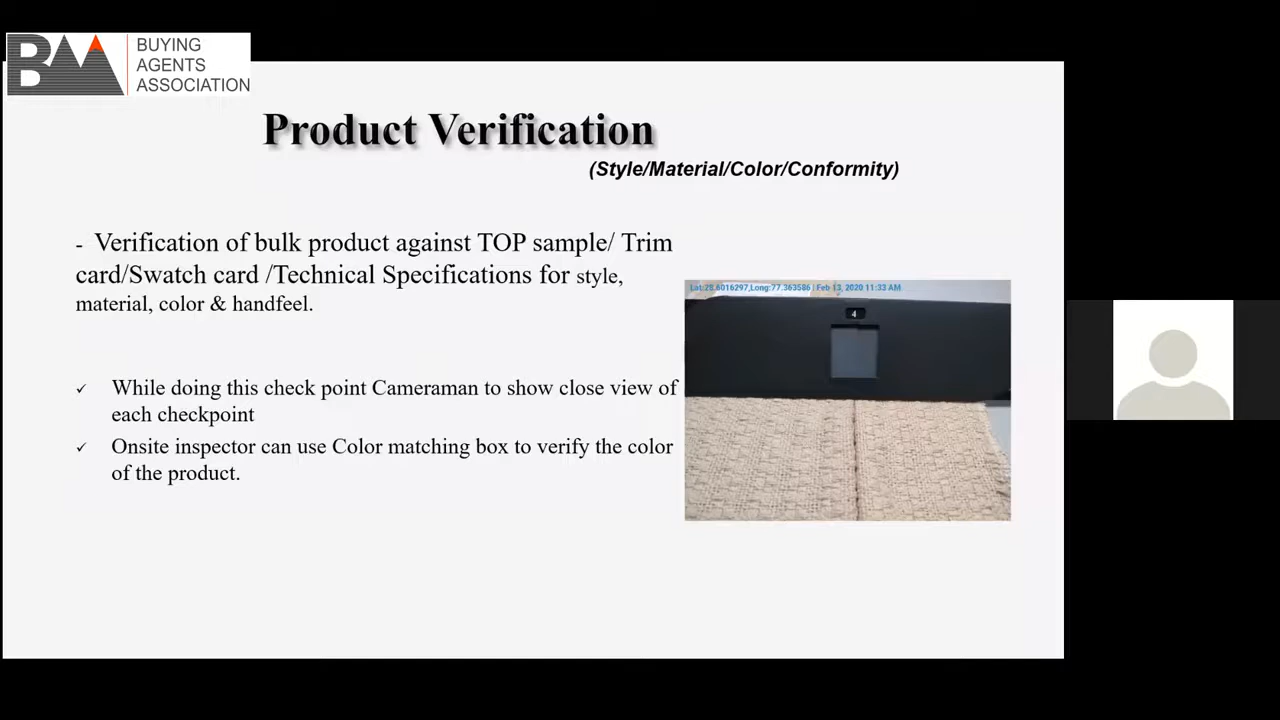 BUYING
AGENTS
ASSOCIATION
Product Verification
(Style/Material/Color/Conformity)
- Verification of bulk product against TOP sample/ Trim
card/Swatch card /Technical Specifications for style,
material, color & handfeel.
✓ While doing this check point Cameraman to show close view of
each checkpoint
✓ Onsite inspector can use Color matching box to verify the color
of the product.
Lat:28.6016297,Long:77.363586 | Feb 13, 2020 11:33 AM
4